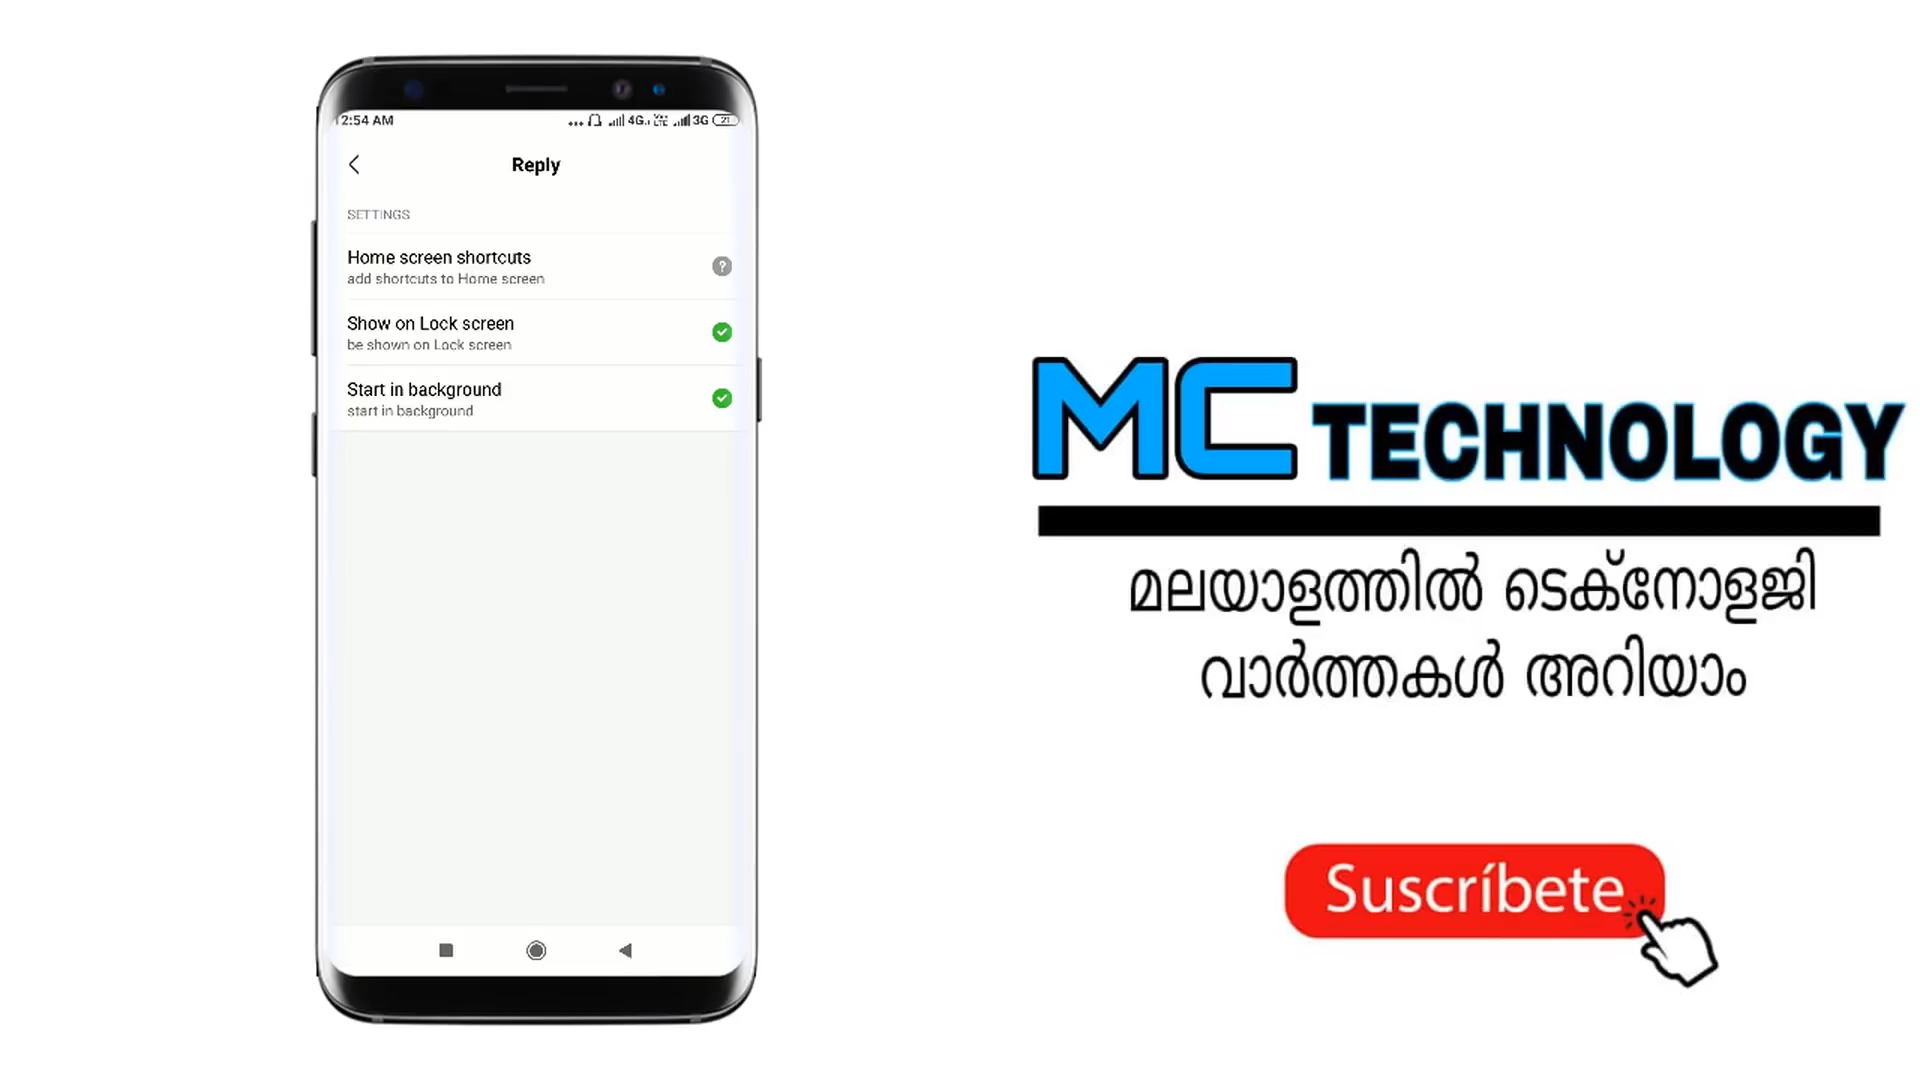 12:54 AM
4G
3G
21
Reply
SETTINGS
Home screen shortcuts
add shortcuts to Home screen
?
Show on Lock screen
be shown on Lock screen
Start in background
start in background
MC TECHNOLOGY
മലയാളത്തിൽ ടെക്നോളജി
വാർത്തകൾ അറിയാം
Suscríbete